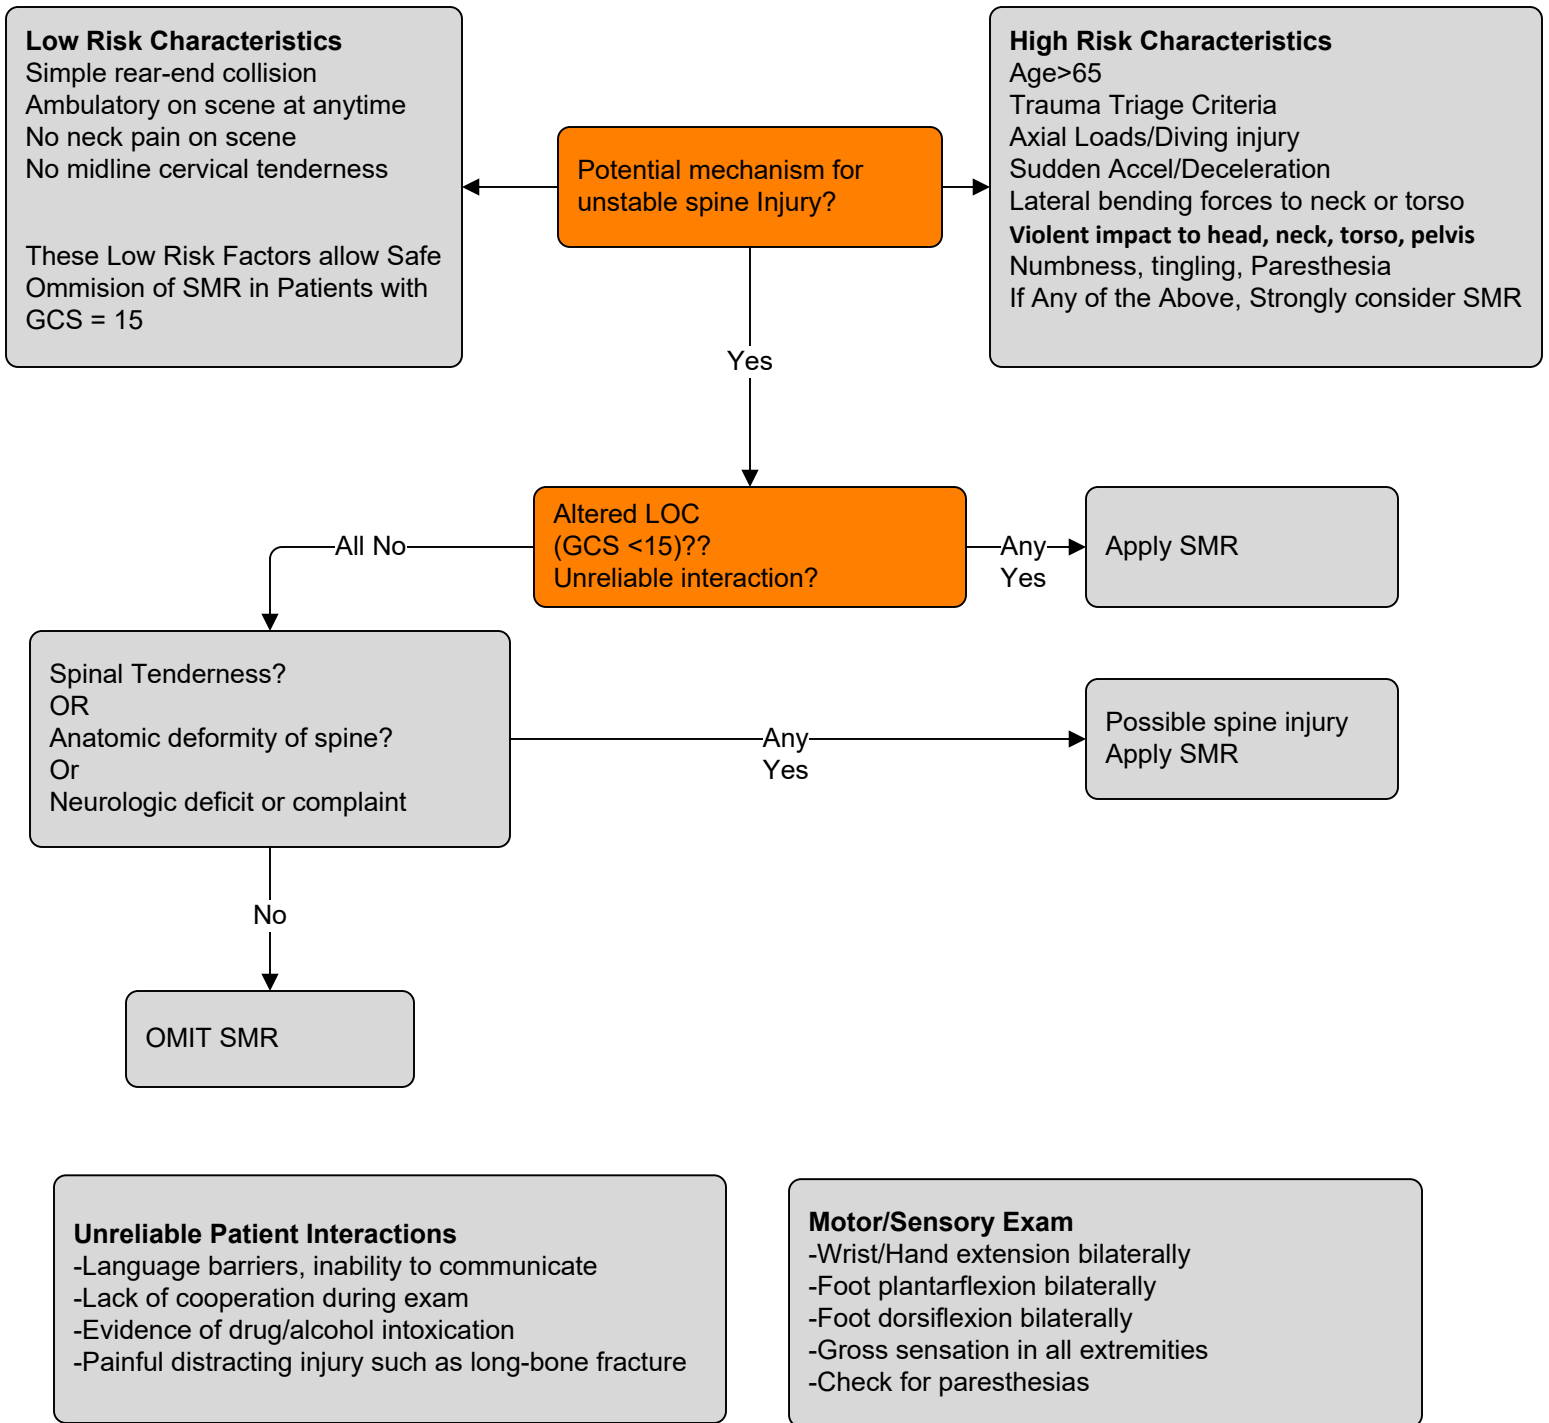 Low Risk Characteristics
Simple rear-end collision
Ambulatory on scene at anytime
No neck pain on scene
No midline cervical tenderness
These Low Risk Factors allow Safe
Ommision of SMR in Patients with
GCS = 15
Potential mechanism for
unstable spine Injury?
High Risk Characteristics
Age>65
Trauma Triage Criteria
Axial Loads/Diving injury
Sudden Accel/Deceleration
Lateral bending forces to neck or torso
Violent impact to head, neck, torso, pelvis
Numbness, tingling, Paresthesia
If Any of the Above, Strongly consider SMR
Yes
Altered LOC
(GCS <15)??
Unreliable interaction?
All No
Any
Yes
Apply SMR
Spinal Tenderness?
OR
Anatomic deformity of spine?
Or
Neurologic deficit or complaint
Any
Yes
Possible spine injury
Apply SMR
No
OMIT SMR
Unreliable Patient Interactions
-Language barriers, inability to communicate
-Lack of cooperation during exam
-Evidence of drug/alcohol intoxication
-Painful distracting injury such as long-bone fracture
Motor/Sensory Exam
-Wrist/Hand extension bilaterally
-Foot plantarflexion bilaterally
-Foot dorsiflexion bilaterally
-Gross sensation in all extremities
-Check for paresthesias